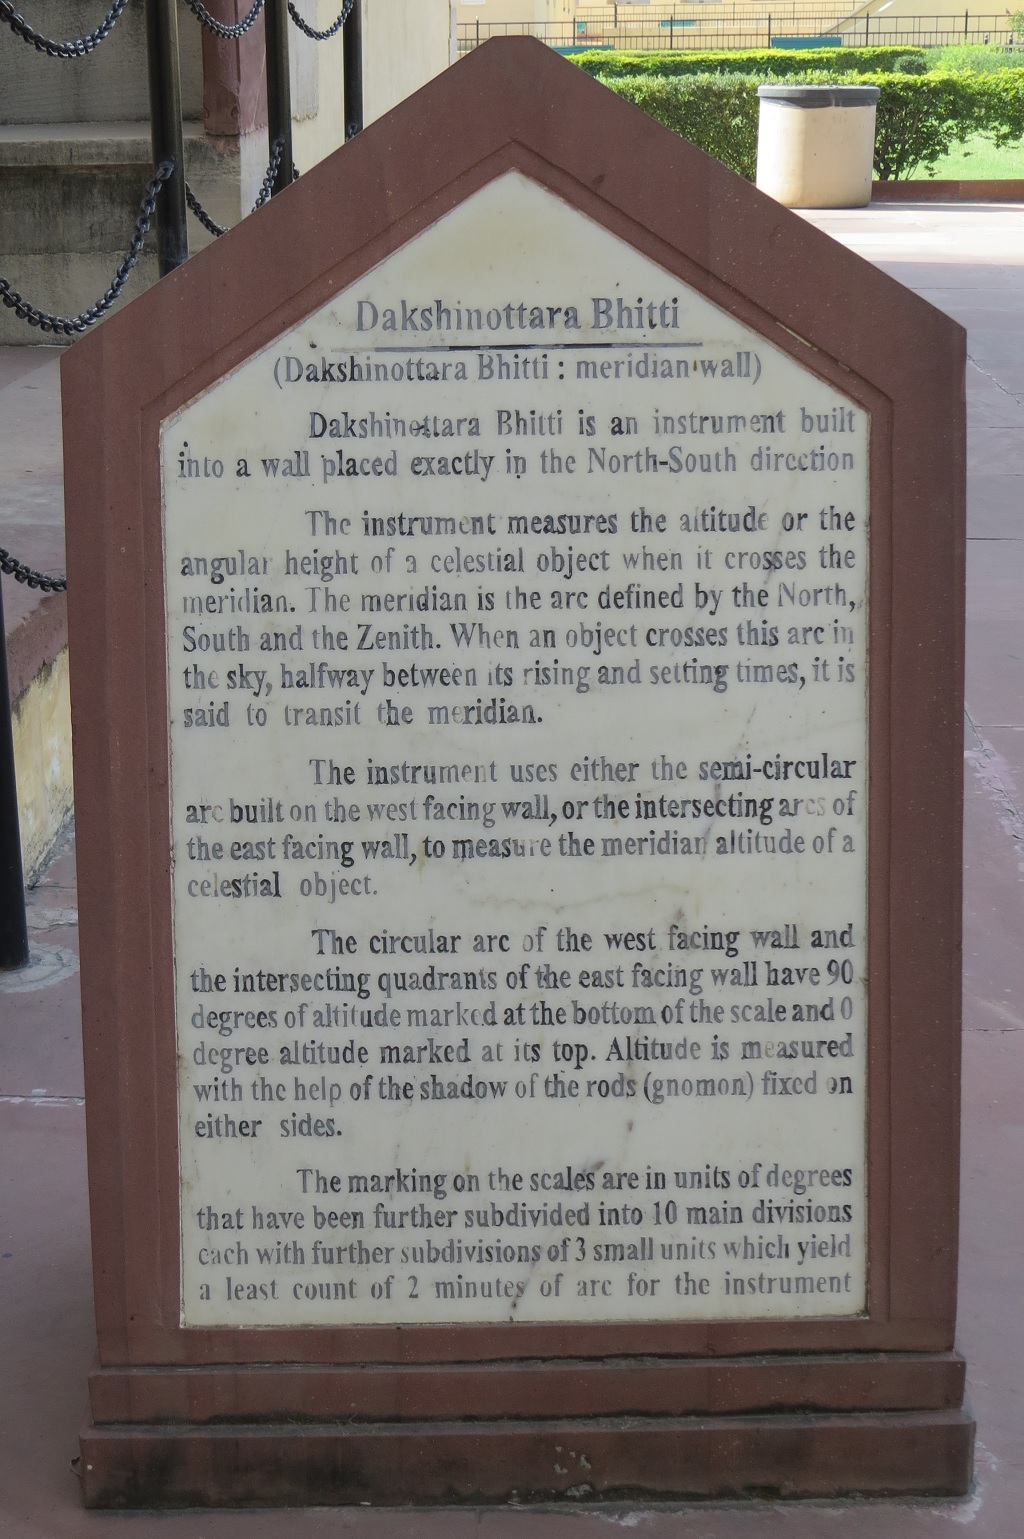 Dakshinottara Bhitti
(Dakshinottara Bhitti : meridian wall)
Dakshinottara Bhitti is an instrument built
into a wall placed exactly in the North-South direction
The instrument measures the altitude or the
angular height of a celestial object when it crosses the
meridian. The meridian is the arc defined by the North,
South and the Zenith. When an object crosses this arc in
the sky, halfway between its rising and setting times, it is
said to transit the meridian.
The instrument uses either the semi-circular
arc built on the west facing wall, or the intersecting arcs of
the east facing wall, to measure the meridian altitude of a
celestial object.
The circular arc of the west facing wall and
the intersecting quadrants of the east facing wall have 90
degrees of altitude marked at the bottom of the scale and 0
degree altitude marked at its top. Altitude is measured
with the help of the shadow of the rods (gnomon) fixed on
either sides.
The marking on the scales are in units of degrees
that have been further subdivided into 10 main divisions
each with further subdivisions of 3 small units which yield
a least count of 2 minutes of arc for the instrument